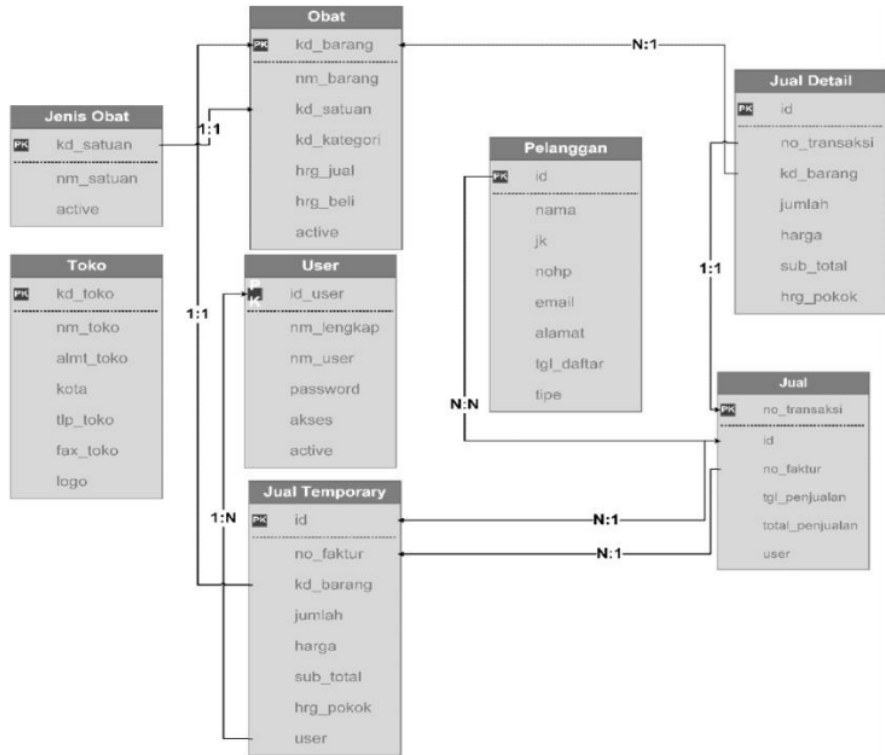 Obat
PK kd_barang
nm_barang
kd_satuan
kd_kategori
hrg_jual
hrg_beli
active
Jenis Obat
PK kd_satuan
nm_satuan
active
1:1
Toko
PK kd_toko
nm_toko
almt_toko
kota
tlp_toko
fax_toko
logo
1:1
User
PK id_user
nm_lengkap
nm_user
password
akses
active
1:N
Jual Temporary
PK id
no_faktur
kd_barang
jumlah
harga
sub_total
hrg_pokok
user
Pelanggan
PK id
nama
jk
nohp
email
alamat
tgl_daftar
tipe
N:N
N:1
N:1
N:1
Jual Detail
PK id
no_transaksi
kd_barang
jumlah
harga
sub_total
hrg_pokok
1:1
Jual
PK no_transaksi
id
no_faktur
tgl_penjualan
total_penjualan
user